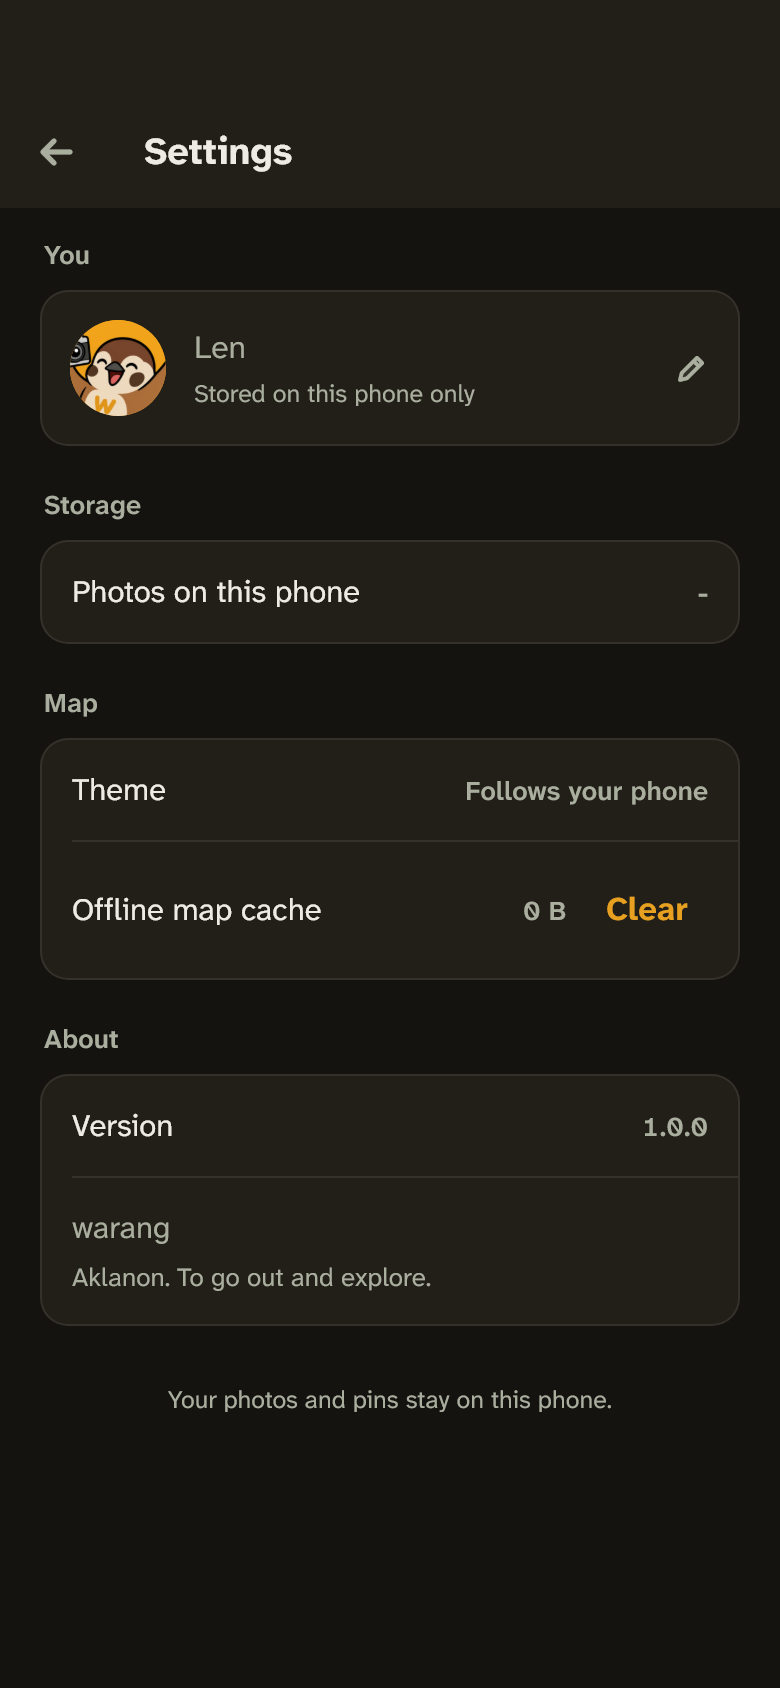 Settings
You
W
Len
Stored on this phone only
Storage
Photos on this phone
-
Map
Theme
Follows your phone
Offline map cache
0 B
Clear
About
Version
1.0.0
warang
Aklanon. To go out and explore.
Your photos and pins stay on this phone.